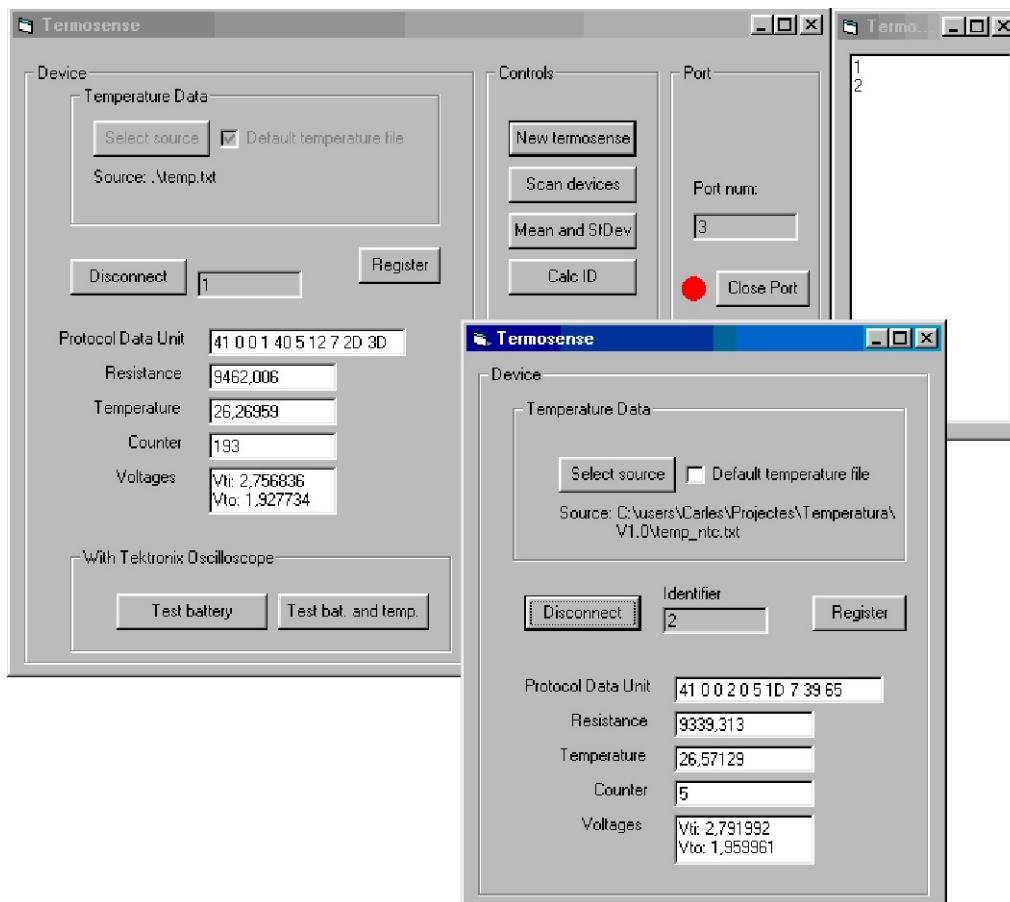 Termosense
Device
Temperature Data
Select source
Default temperature file
Source: .\temp.txt
Disconnect
1
Register
Protocol Data Unit
41 0 0 1 40 5 12 7 2D 3D
Resistance
9462,006
Temperature
26,26959
Counter
193
Voltages
Vti: 2,756836
Vto: 1,927734
With Tektronix Oscilloscope
Test battery
Test bat. and temp.
Controls
New termosense
Scan devices
Mean and StDev
Calc ID
Port
Port num:
3
Close Port
Termo...
1
2
Termosense
Device
Temperature Data
Select source
Default temperature file
Source: C:\users\Carles\Projectes\Temperatura\
V1.0\temp_ntc.txt
Disconnect
Identifier
2
Register
Protocol Data Unit
41 0 0 2 0 5 1D 7 39 65
Resistance
9339,313
Temperature
26,57129
Counter
5
Voltages
Vti: 2,791992
Vto: 1,959961